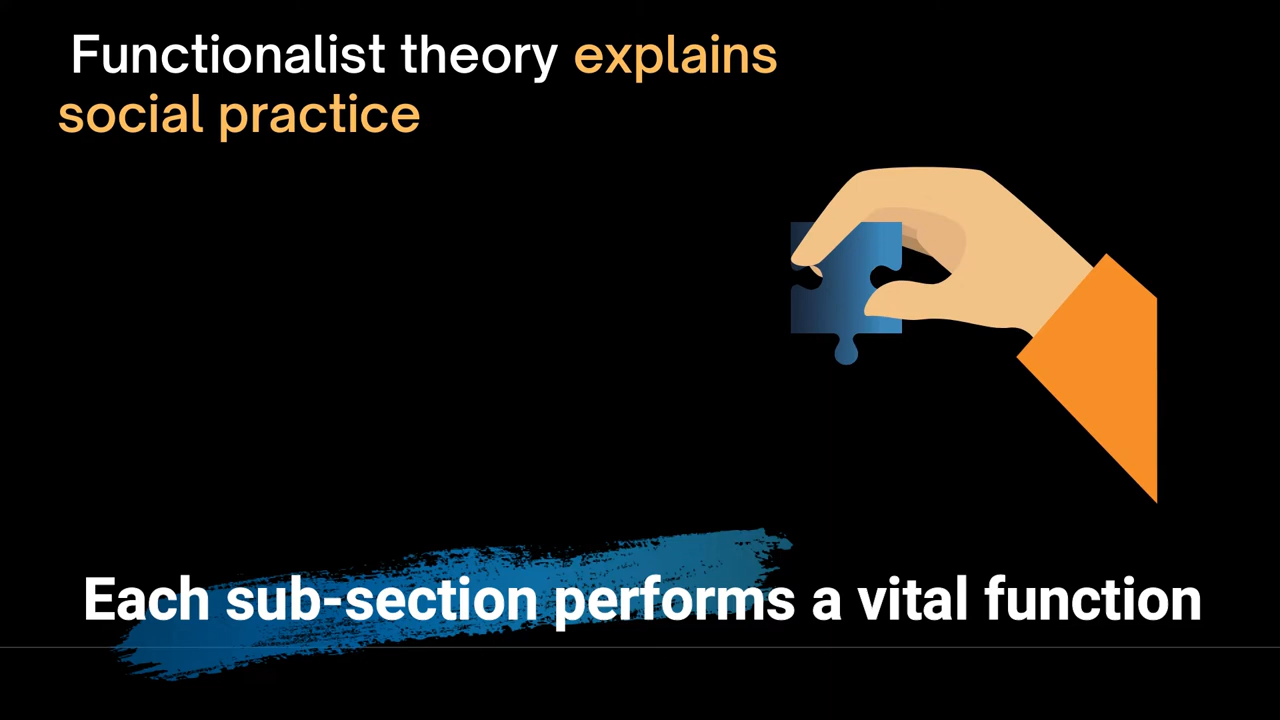 Functionalist theory explains
social practice
Each sub-section performs a vital function